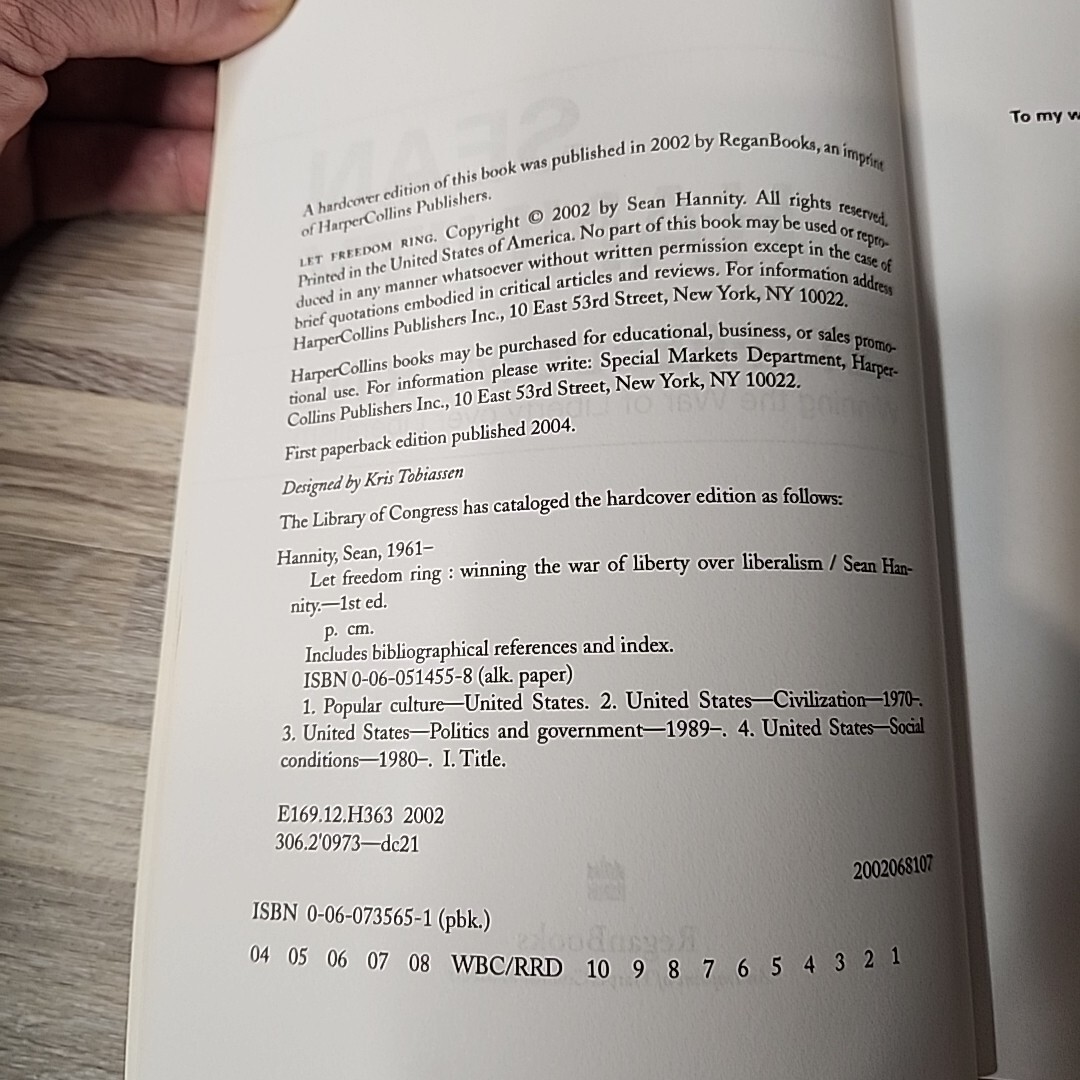 A hardcover edition of this book was published in 2002 by ReganBooks, an imprint
of HarperCollins Publishers.
LET FREEDOM RING. Copyright © 2002 by Sean Hannity. All rights reserved.
Printed in the United States of America. No part of this book may be used or repro-
duced in any manner whatsoever without written permission except in the case of
brief quotations embodied in critical articles and reviews. For information address
HarperCollins Publishers Inc., 10 East 53rd Street, New York, NY 10022.
HarperCollins books may be purchased for educational, business, or sales promo-
tional use. For information please write: Special Markets Department, Harper-
Collins Publishers Inc., 10 East 53rd Street, New York, NY 10022.
First paperback edition published 2004.
Designed by Kris Tobiassen
The Library of Congress has cataloged the hardcover edition as follows:
Hannity, Sean, 1961–
Let freedom ring : winning the war of liberty over liberalism / Sean Han-
nity.—1st ed.
p. cm.
Includes bibliographical references and index.
ISBN 0-06-051455-8 (alk. paper)
1. Popular culture—United States. 2. United States—Civilization—1970–.
3. United States—Politics and government—1989–. 4. United States—Social
conditions—1980–. I. Title.
E169.12.H363 2002
306.2'0973—dc21
2002068107
ISBN 0-06-073565-1 (pbk.)
04 05 06 07 08 WBC/RRD 10 9 8 7 6 5 4 3 2 1
To my